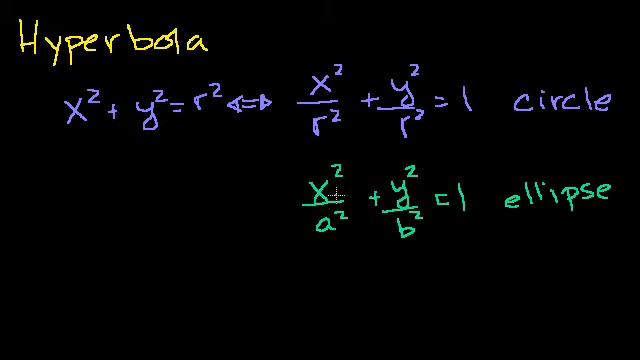 Hyperbola
x² + y² = r² ⇔ x²/r² + y²/r² = 1 circle
x²/a² + y²/b² = 1 ellipse